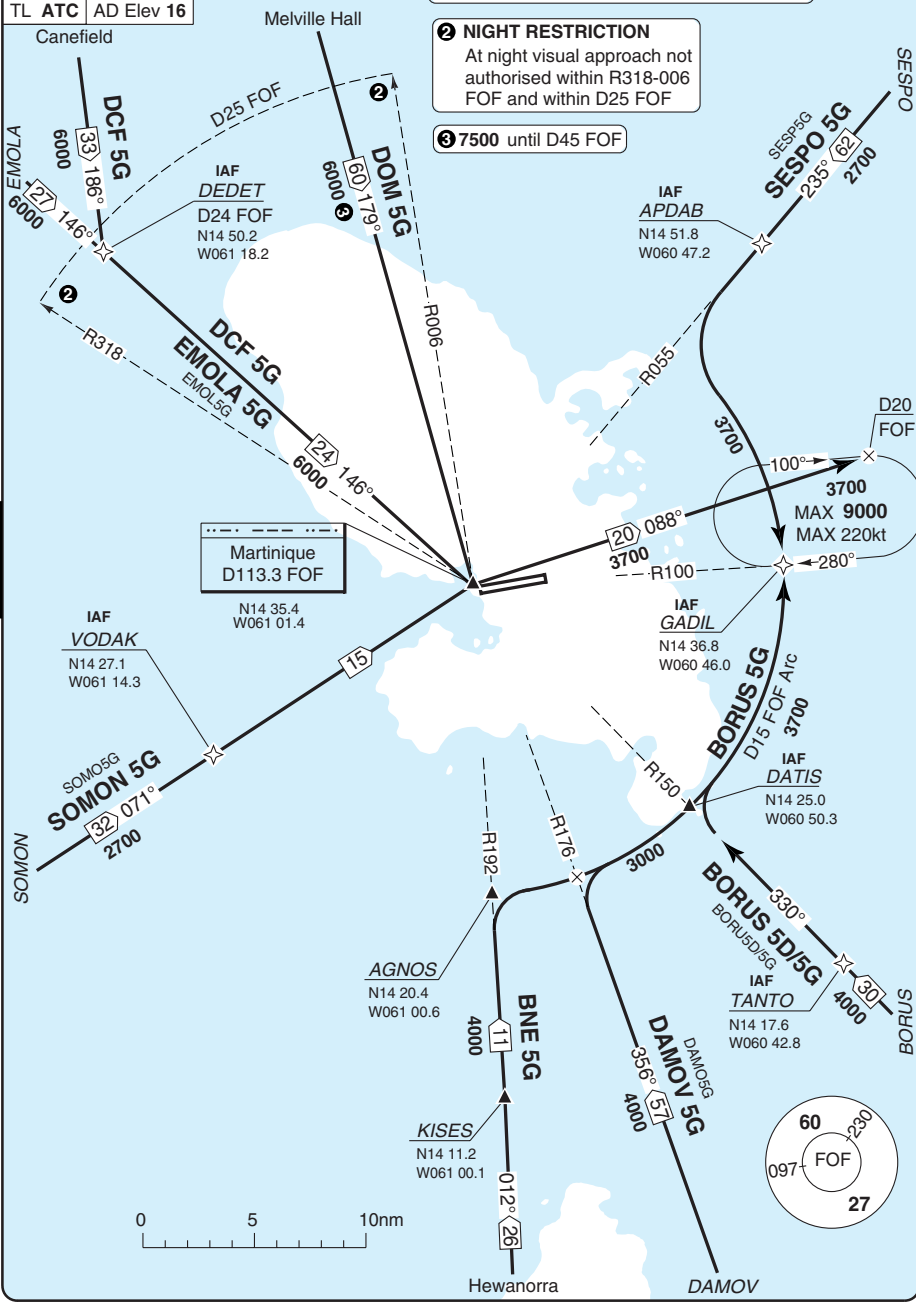 TL ATC AD Elev 16
Canefield
Melville Hall
❷ NIGHT RESTRICTION
At night visual approach not
authorised within R318-006
FOF and within D25 FOF
❸ 7500 until D45 FOF
SESPO
SESP5G
SESPO 5G
235° 62
2700
D25 FOF
❷
DCF 5G
33 186°
6000
EMOLA
27 146°
6000
IAF
DEDET
D24 FOF
N14 50.2
W061 18.2
DOM 5G
60 179°
6000 ❸
IAF
APDAB
N14 51.8
W060 47.2
❷
R318
R006
R055
DCF 5G
EMOLA 5G
EMOL5G
24 146°
6000
3700
D20
FOF
100°
3700
MAX 9000
MAX 220kt
280°
20 088°
3700
R100
Martinique
D113.3 FOF
N14 35.4
W061 01.4
IAF
GADIL
N14 36.8
W060 46.0
IAF
VODAK
N14 27.1
W061 14.3
15
SOMO5G
SOMON 5G
32 071°
2700
SOMON
BORUS 5G
D15 FOF Arc
3700
R150
IAF
DATIS
N14 25.0
W060 50.3
R192
R176
3000
330°
BORUS 5D/5G
BORU5D/5G
30
4000
BORUS
IAF
TANTO
N14 17.6
W060 42.8
AGNOS
N14 20.4
W061 00.6
BNE 5G
11
4000
DAMO5G
DAMOV 5G
356° 57
4000
KISES
N14 11.2
W061 00.1
012° 26
60
230
097
FOF
27
0 5 10nm
Hewanorra
DAMOV